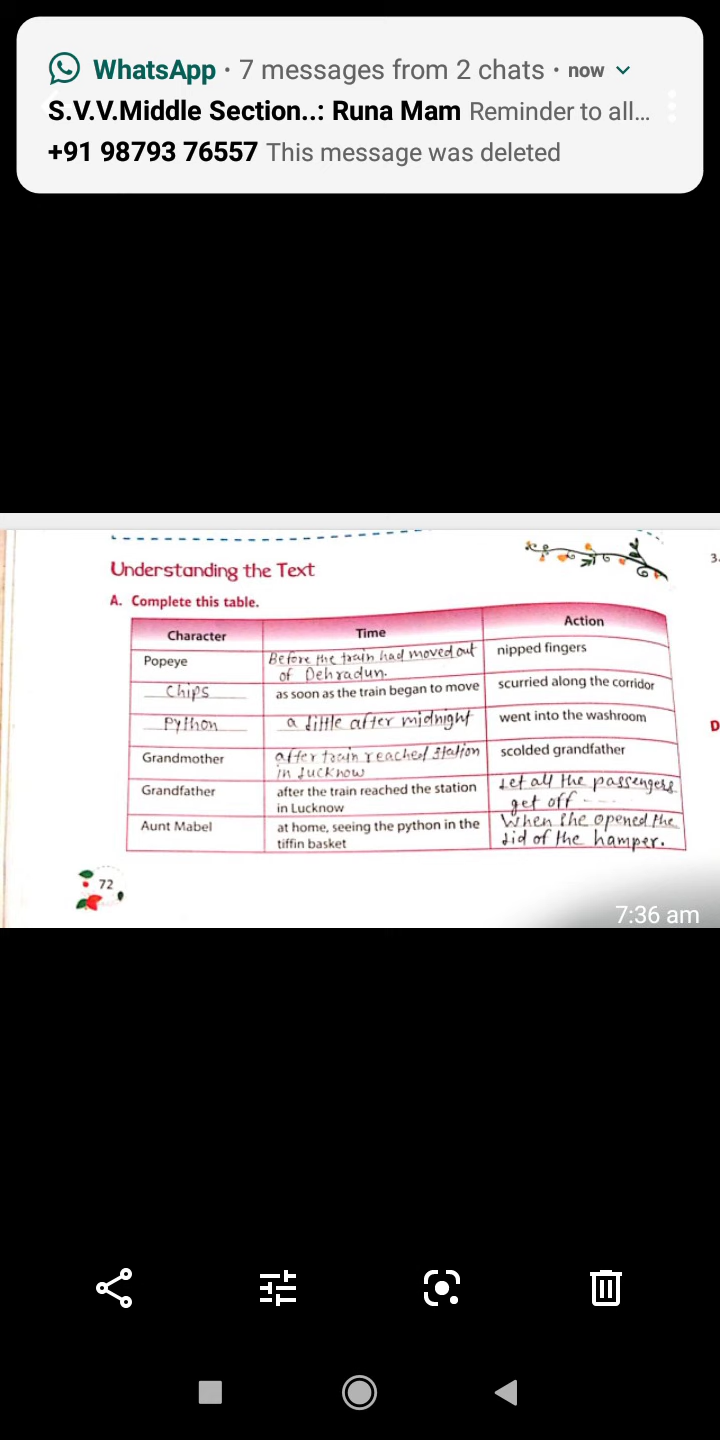 WhatsApp · 7 messages from 2 chats · now
S.V.V.Middle Section..: Runa Mam Reminder to all...
+91 98793 76557 This message was deleted
3.
Understanding the Text
A. Complete this table.
Character Time Action
Popeye Before the train had moved out of Dehradun. nipped fingers
Chips as soon as the train began to move scurried along the corridor
Python a little after midnight went into the washroom
D
Grandmother after train reached station in Lucknow scolded grandfather
Grandfather after the train reached the station in Lucknow Let all the passengers get off ----
Aunt Mabel at home, seeing the python in the tiffin basket When she opened the lid of the hamper.
72
7:36 am